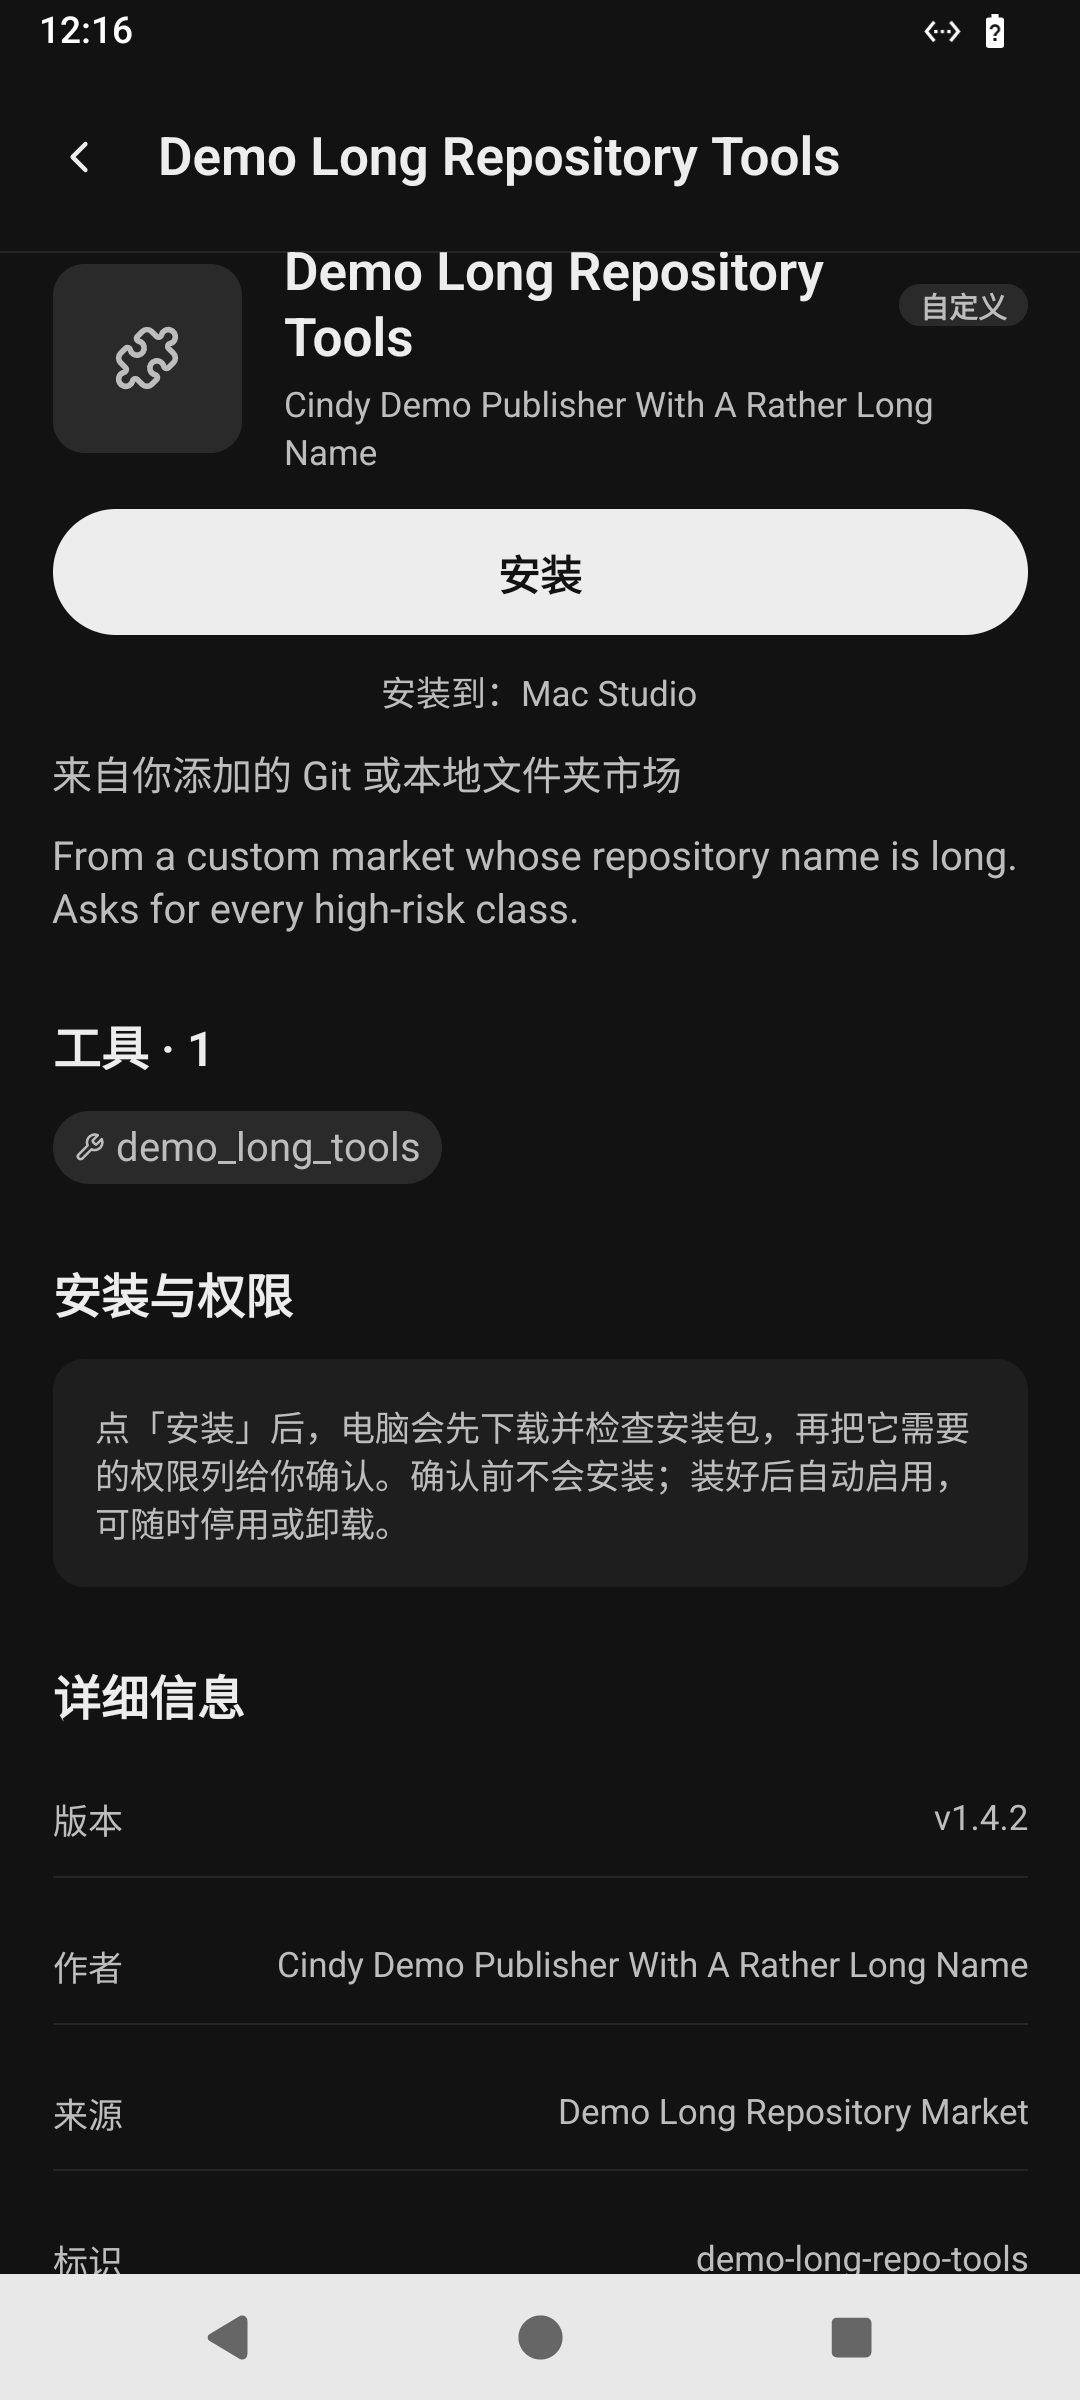 12:16
Demo Long Repository Tools
Demo Long Repository
Tools
自定义
Cindy Demo Publisher With A Rather Long
Name
安装
安装到：Mac Studio
来自你添加的 Git 或本地文件夹市场
From a custom market whose repository name is long.
Asks for every high-risk class.
工具 · 1
demo_long_tools
安装与权限
点「安装」后，电脑会先下载并检查安装包，再把它需要
的权限列给你确认。确认前不会安装；装好后自动启用，
可随时停用或卸载。
详细信息
版本 v1.4.2
作者 Cindy Demo Publisher With A Rather Long Name
来源 Demo Long Repository Market
标识 demo-long-repo-tools